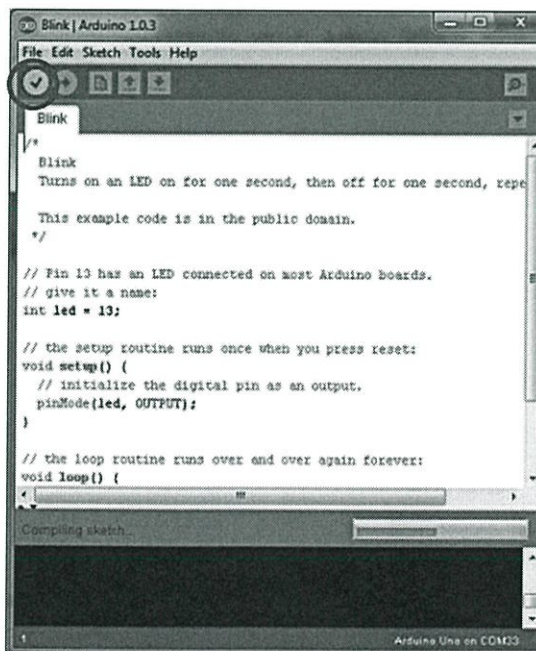 Blink | Arduino 1.0.3
File Edit Sketch Tools Help
Blink
/*
Blink
Turns on an LED on for one second, then off for one second, repe
This example code is in the public domain.
*/
// Pin 13 has an LED connected on most Arduino boards.
// give it a name:
int led = 13;
// the setup routine runs once when you press reset:
void setup() {
// initialize the digital pin as an output.
pinMode(led, OUTPUT);
}
// the loop routine runs over and over again forever:
void loop() {
Compiling sketch...
1
Arduino Uno on COM33